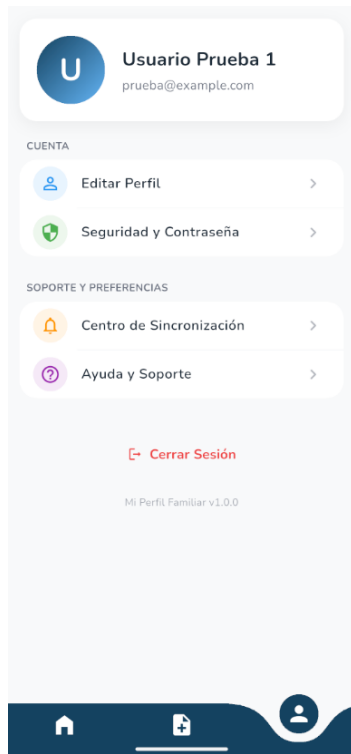 U
Usuario Prueba 1
prueba@example.com
CUENTA
Editar Perfil
Seguridad y Contraseña
SOPORTE Y PREFERENCIAS
Centro de Sincronización
Ayuda y Soporte
Cerrar Sesión
Mi Perfil Familiar v1.0.0